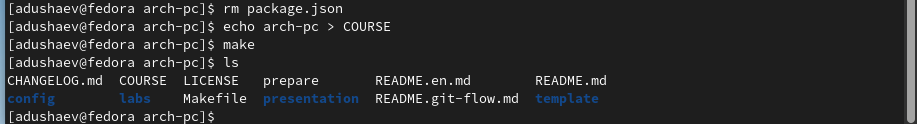 [adushaev@fedora arch-pc]$ rm package.json
[adushaev@fedora arch-pc]$ echo arch-pc > COURSE
[adushaev@fedora arch-pc]$ make
[adushaev@fedora arch-pc]$ ls
CHANGELOG.md  COURSE  LICENSE   prepare       README.en.md        README.md
config        labs    Makefile  presentation  README.git-flow.md  template
[adushaev@fedora arch-pc]$